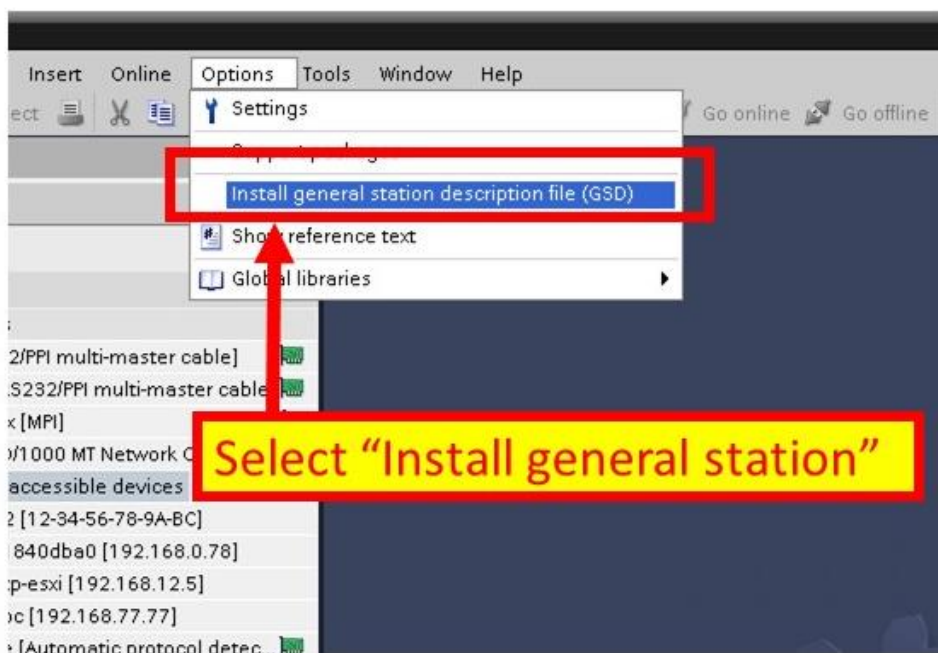 Insert Online Options Tools Window Help
ect
Settings
Go online Go offline
Install general station description file (GSD)
Show reference text
Global libraries
2/PPI multi-master cable]
S232/PPI multi-master cable
x [MPI]
0/1000 MT Network
Select “Install general station”
accessible devices
2 [12-34-56-78-9A-BC]
840dba0 [192.168.0.78]
p-esxi [192.168.12.5]
oc [192.168.77.77]
e [Automatic protocol detec...